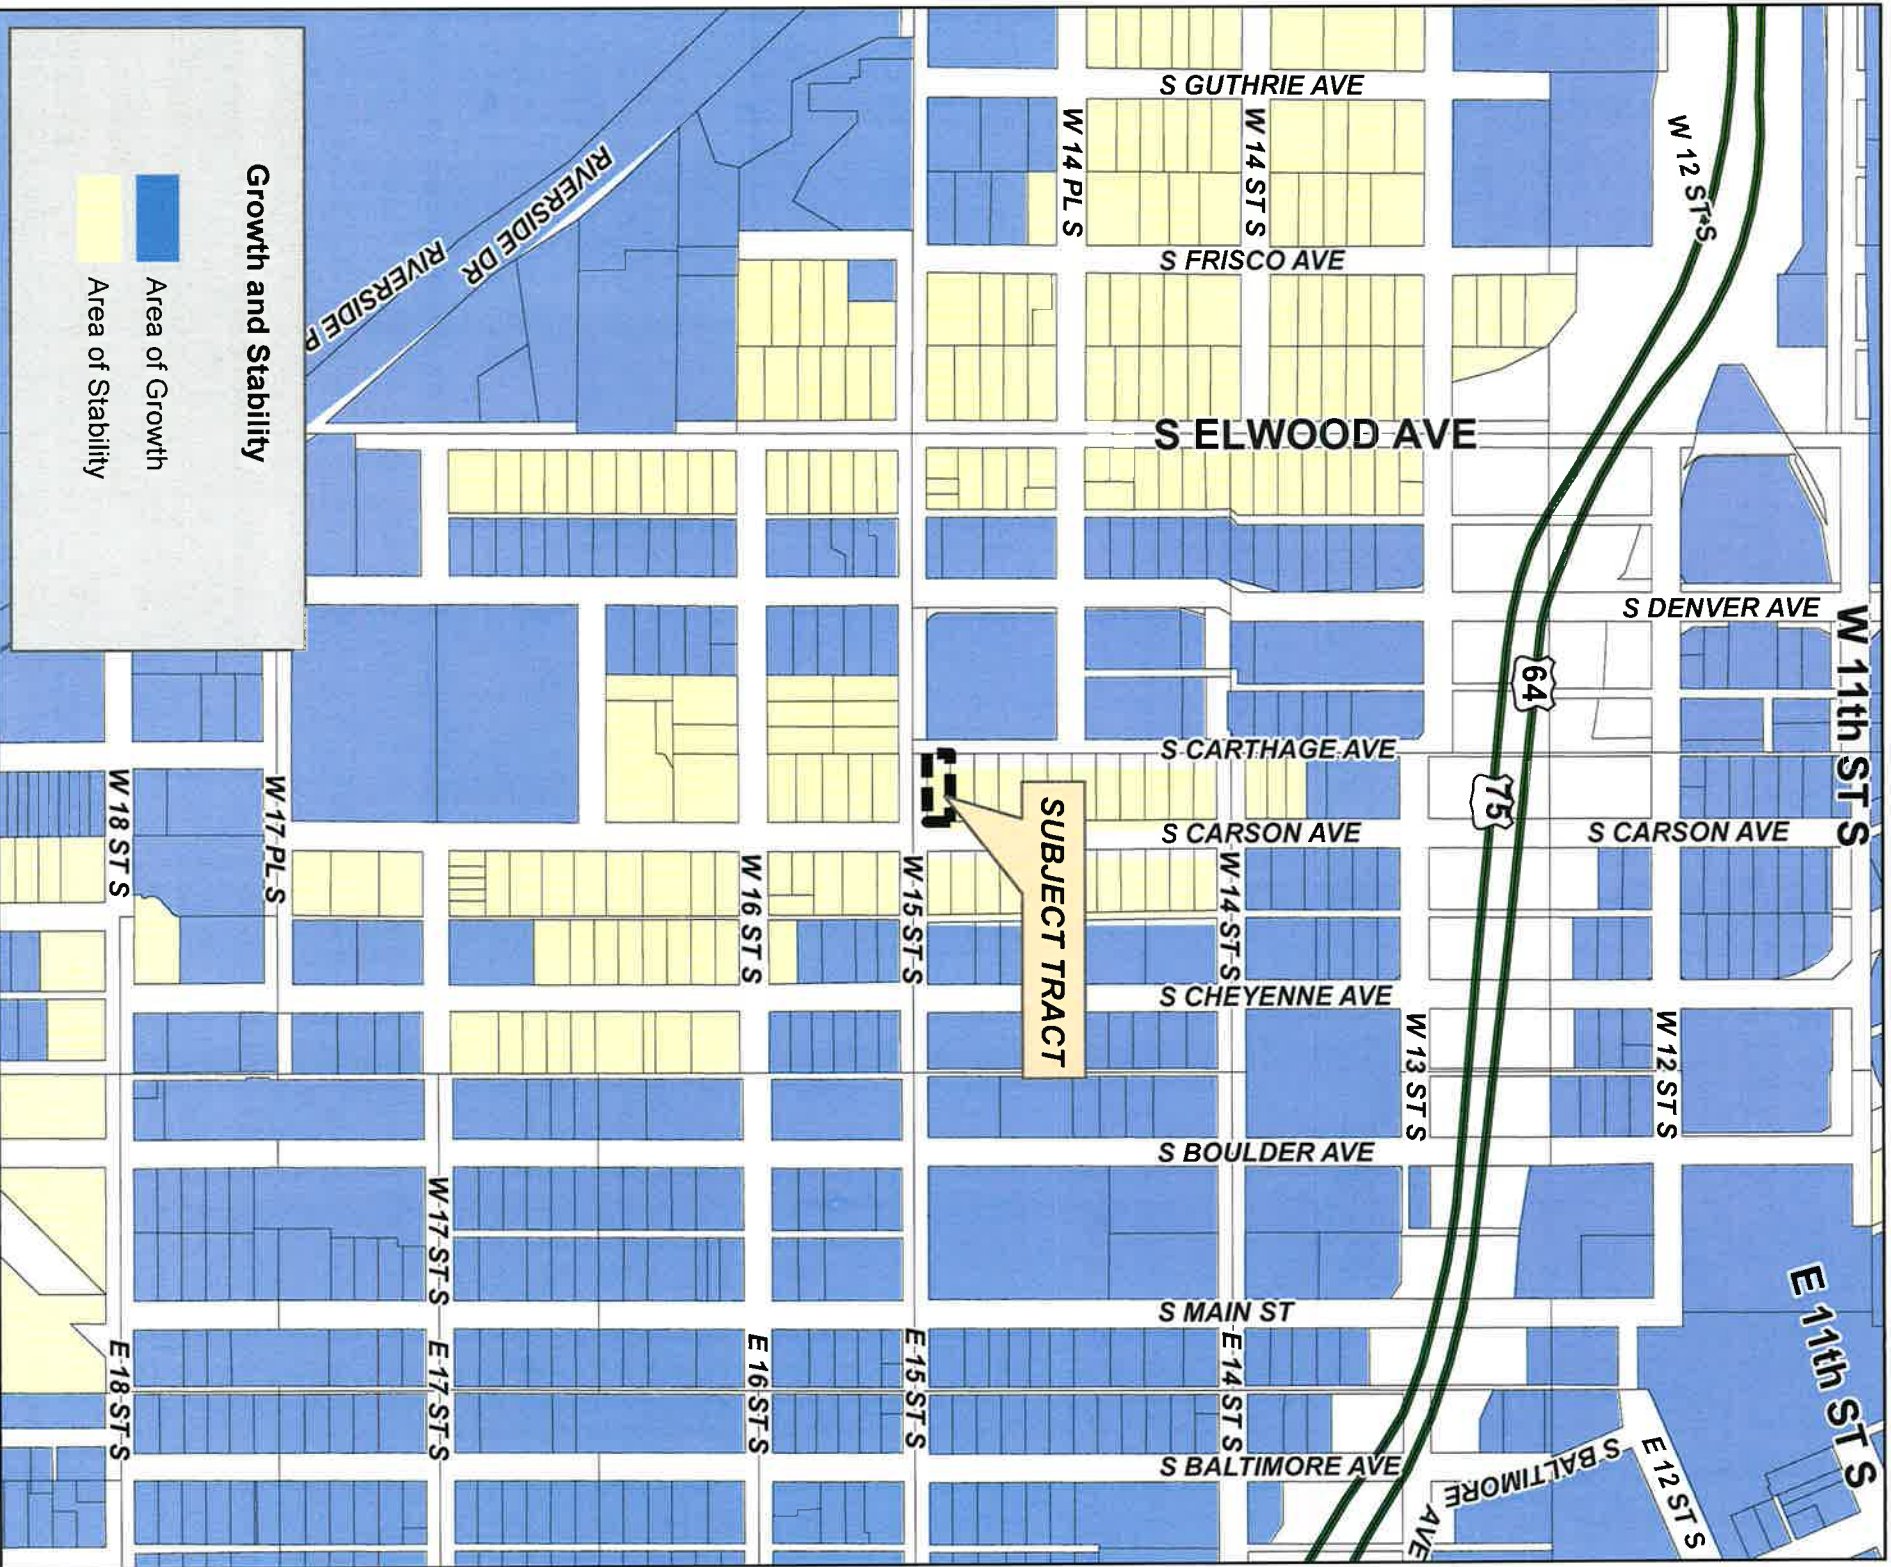 S GUTHRIE AVE
W 14 PL S
W 14 ST S
W 12 ST S
S FRISCO AVE
RIVERSIDE DR
RIVERSIDE
S ELWOOD AVE
Growth and Stability
Area of Growth
Area of Stability
S DENVER AVE
W 11th ST S
64
75
S CARTHAGE AVE
SUBJECT TRACT
S CARSON AVE
S CARSON AVE
W 18 ST S
W 17 PL S
W 16 ST S
W 15 ST S
W 14 ST S
S CHEYENNE AVE
W 13 ST S
W 12 ST S
S BOULDER AVE
W 17 ST S
S MAIN ST
E 11th ST S
E 18 ST S
E 17 ST S
E 16 ST S
E 15 ST S
E 14 ST S
S BALTIMORE AVE
S BALTIMORE AVE
E 12 ST S